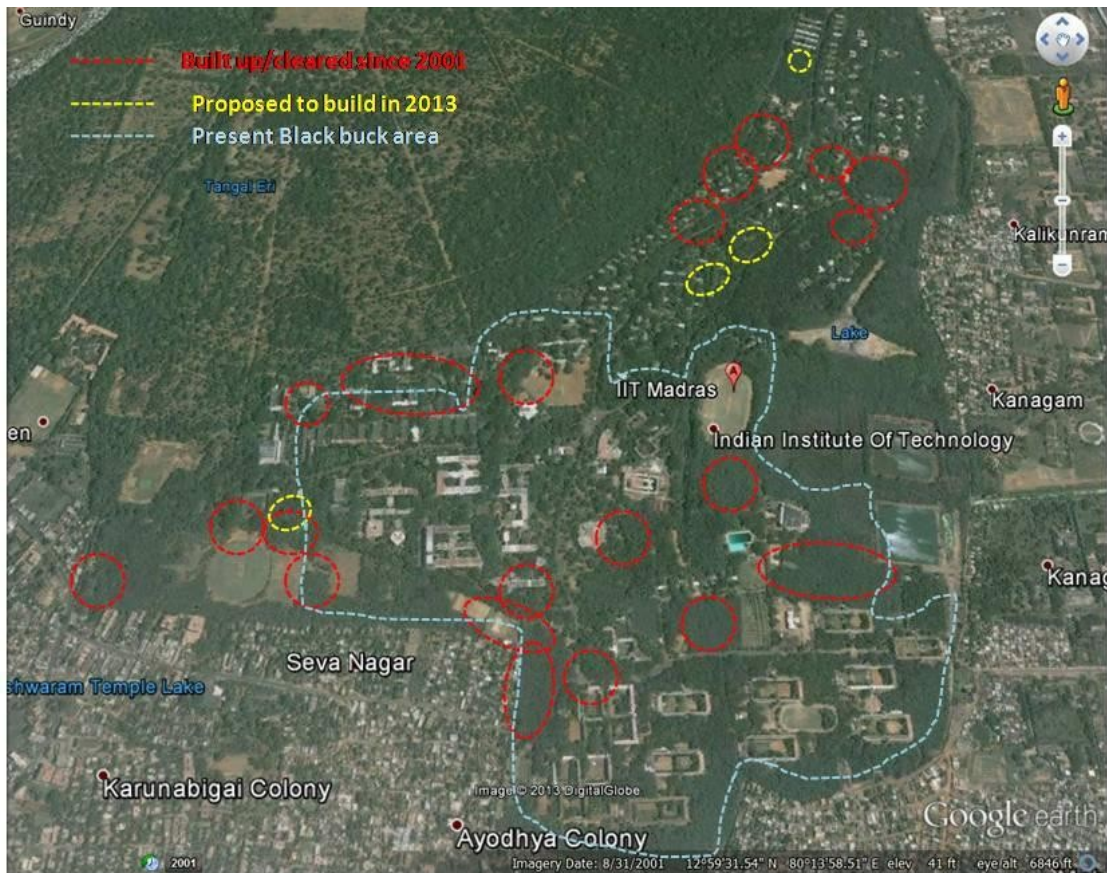 Guindy
Built up/cleared since 2001
Proposed to build in 2013
Present Black buck area
Tangal Eri
Kalikunram
Lake
A
IIT Madras
Kanagam
en
Indian Institute Of Technology
Kanag
Seva Nagar
shwaram Temple Lake
Karunabigai Colony
Image © 2013 DigitalGlobe
Google earth
Ayodhya Colony
2001
Imagery Date: 8/31/2001 12°59'31.54" N 80°13'58.51" E elev 41 ft eye alt 6846 ft